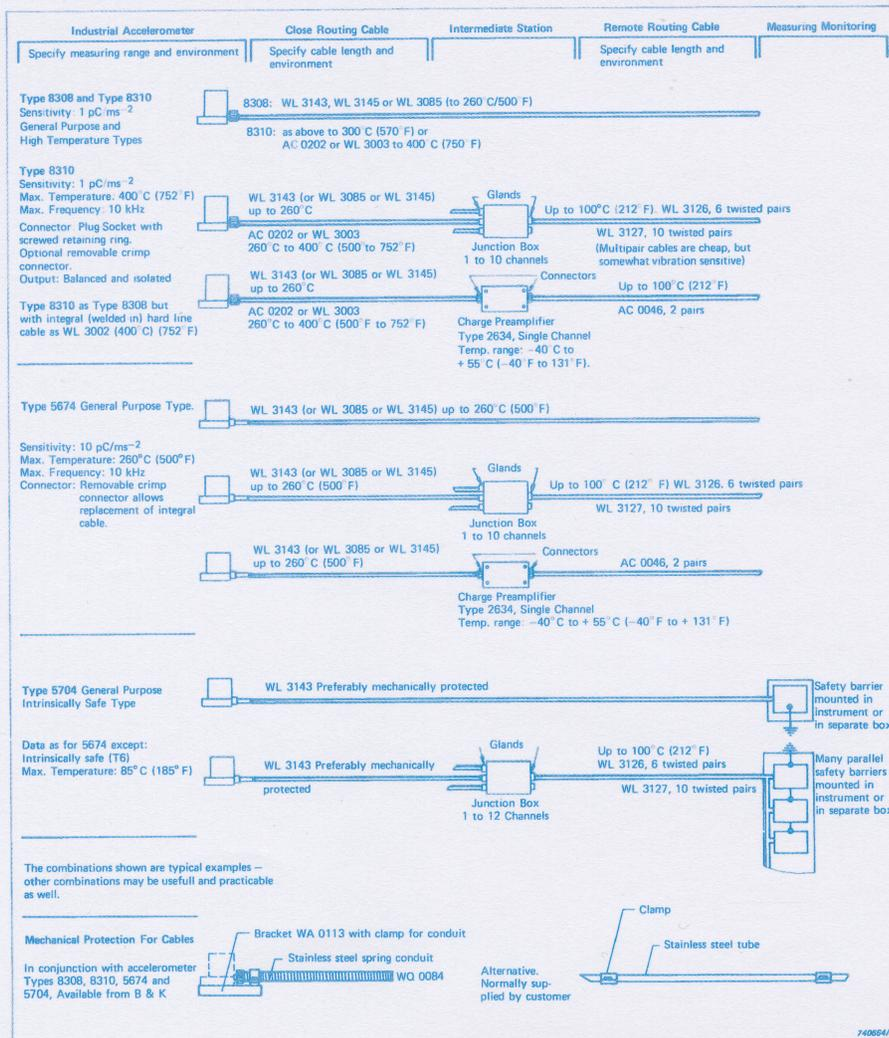 Industrial Accelerometer
Close Routing Cable
Intermediate Station
Remote Routing Cable
Measuring Monitoring
Specify measuring range and environment
Specify cable length and
environment
Specify cable length and
environment
Type 8308 and Type 8310
Sensitivity: 1 pC/ms⁻²
General Purpose and
High Temperature Types
8308: WL 3143, WL 3145 or WL 3085 (to 260°C/500°F)
8310: as above to 300°C (570°F) or
AC 0202 or WL 3003 to 400°C (750°F)
Type 8310
Sensitivity: 1 pC/ms⁻²
Max. Temperature. 400°C (752°F)
Max. Frequency: 10 kHz
Connector: Plug Socket with
screwed retaining ring.
Optional removable crimp
connector.
Output: Balanced and isolated
Type 8310 as Type 8308 but
with integral (welded in) hard line
cable as WL 3002 (400°C) (752°F)
WL 3143 (or WL 3085 or WL 3145)
up to 260°C
AC 0202 or WL 3003
260°C to 400°C (500 to 752°F)
Glands
Junction Box
1 to 10 channels
Up to 100°C (212°F). WL 3126, 6 twisted pairs
WL 3127, 10 twisted pairs
(Multipair cables are cheap, but
somewhat vibration sensitive)
WL 3143 (or WL 3085 or WL 3145)
up to 260°C
AC 0202 or WL 3003
260°C to 400°C (500°F to 752°F)
Connectors
Charge Preamplifier
Type 2634, Single Channel
Temp. range: −40°C to
+ 55°C (−40°F to 131°F).
Up to 100°C (212°F)
AC 0046, 2 pairs
Type 5674 General Purpose Type.
WL 3143 (or WL 3085 or WL 3145) up to 260°C (500°F)
Sensitivity: 10 pC/ms⁻²
Max. Temperature: 260°C (500°F)
Max. Frequency: 10 kHz
Connector: Removable crimp
connector allows
replacement of integral
cable.
WL 3143 (or WL 3085 or WL 3145)
up to 260°C (500°F)
Glands
Junction Box
1 to 10 channels
Up to 100° C (212° F) WL 3126. 6 twisted pairs
WL 3127, 10 twisted pairs
WL 3143 (or WL 3085 or WL 3145)
up to 260°C (500°F)
Connectors
Charge Preamplifier
Type 2634, Single Channel
Temp. range: −40°C to + 55°C (−40°F to + 131°F)
AC 0046, 2 pairs
Type 5704 General Purpose
Intrinsically Safe Type
WL 3143 Preferably mechanically protected
Safety barrier
mounted in
instrument or
in separate box
Data as for 5674 except:
Intrinsically safe (T6)
Max. Temperature: 85°C (185°F)
WL 3143 Preferably mechanically
protected
Glands
Junction Box
1 to 12 Channels
Up to 100°C (212°F)
WL 3126, 6 twisted pairs
WL 3127, 10 twisted pairs
Many parallel
safety barriers
mounted in
instrument or
in separate box
The combinations shown are typical examples –
other combinations may be usefull and practicable
as well.
Mechanical Protection For Cables
In conjunction with accelerometer
Types 8308, 8310, 5674 and
5704, Available from B & K
Bracket WA 0113 with clamp for conduit
Stainless steel spring conduit
WQ 0084
Alternative.
Normally sup-
plied by customer
Clamp
Stainless steel tube